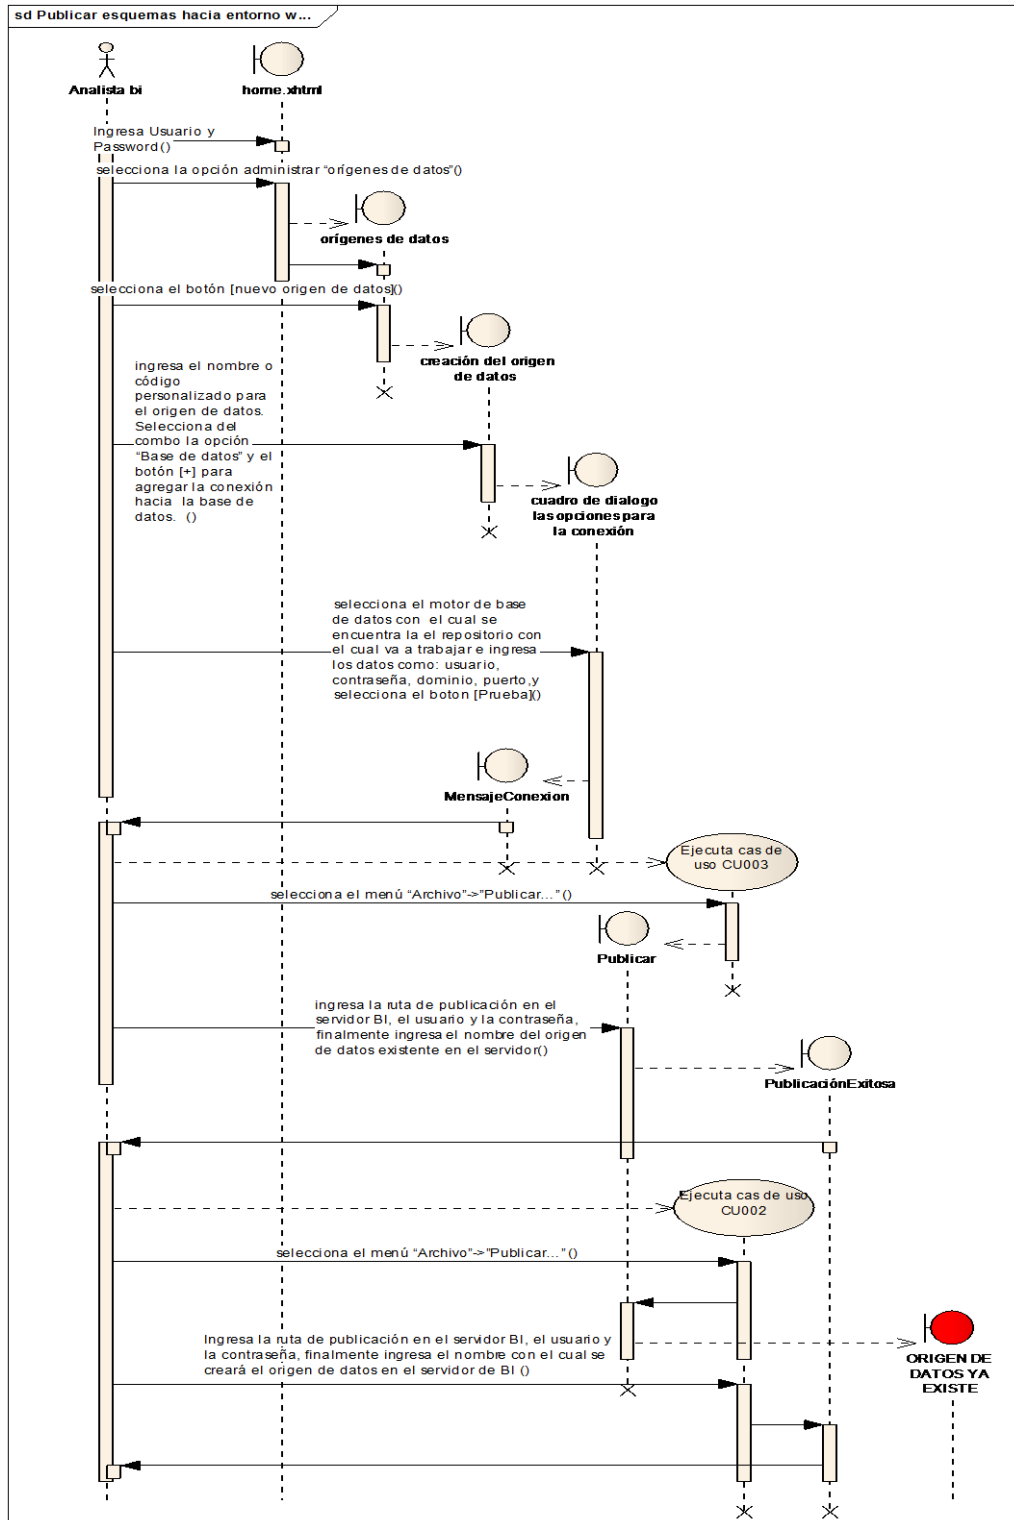 sd Publicar esquemas hacia entorno w...
Analista bi
home.xhtml
Ingresa Usuario y
Password()
selecciona la opción administrar “orígenes de datos”()
orígenes de datos
selecciona el botón [nuevo origen de datos]()
creación del origen
de datos
ingresa el nombre o
código
personalizado para
el origen de datos.
Selecciona del
combo la opción
“Base de datos” y el
botón [+] para
agregar la conexión
hacia la base de
datos. ()
cuadro de dialogo
las opciones para
la conexión
selecciona el motor de base
de datos con el cual se
encuentra la el repositorio con
el cual va a trabajar e ingresa
los datos como: usuario,
contraseña, dominio, puerto,y
selecciona el boton [Prueba]()
MensajeConexion
Ejecuta cas de
uso CU003
selecciona el menú “Archivo”->”Publicar...” ()
Publicar
ingresa la ruta de publicación en el
servidor BI, el usuario y la contraseña,
finalmente ingresa el nombre del origen
de datos existente en el servidor()
PublicaciónExitosa
Ejecuta cas de uso
CU002
selecciona el menú “Archivo”->”Publicar...” ()
Ingresa la ruta de publicación en el servidor BI, el usuario y
la contraseña, finalmente ingresa el nombre con el cual se
creará el origen de datos en el servidor de BI ()
ORIGEN DE
DATOS YA
EXISTE